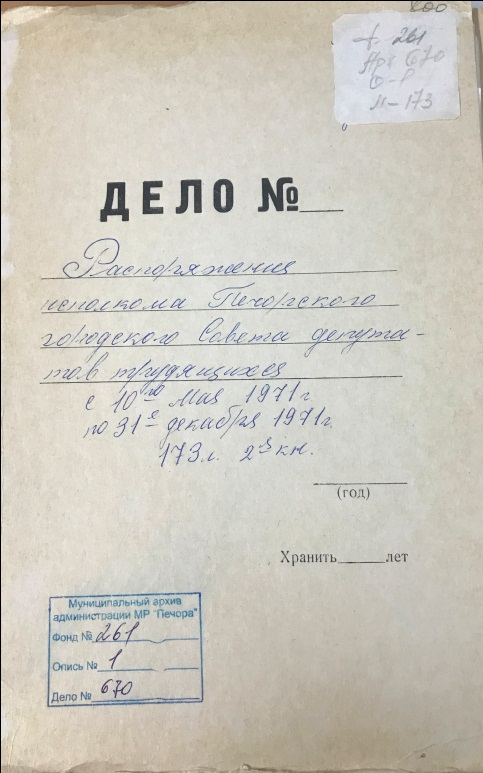 200
ф 261
Арх 670
О-Р
Л-173
ДЕЛО №
Распоряжения
исполкома Печорского
городского Совета депута-
тов трудящихся
с 10го Мая 1971г
по 31е декабря 1971г.
173л. 2я кн.
(год)
Хранить лет
Муниципальный архив
администрации МР "Печора"
Фонд № 261
Опись № 1
Дело № 670